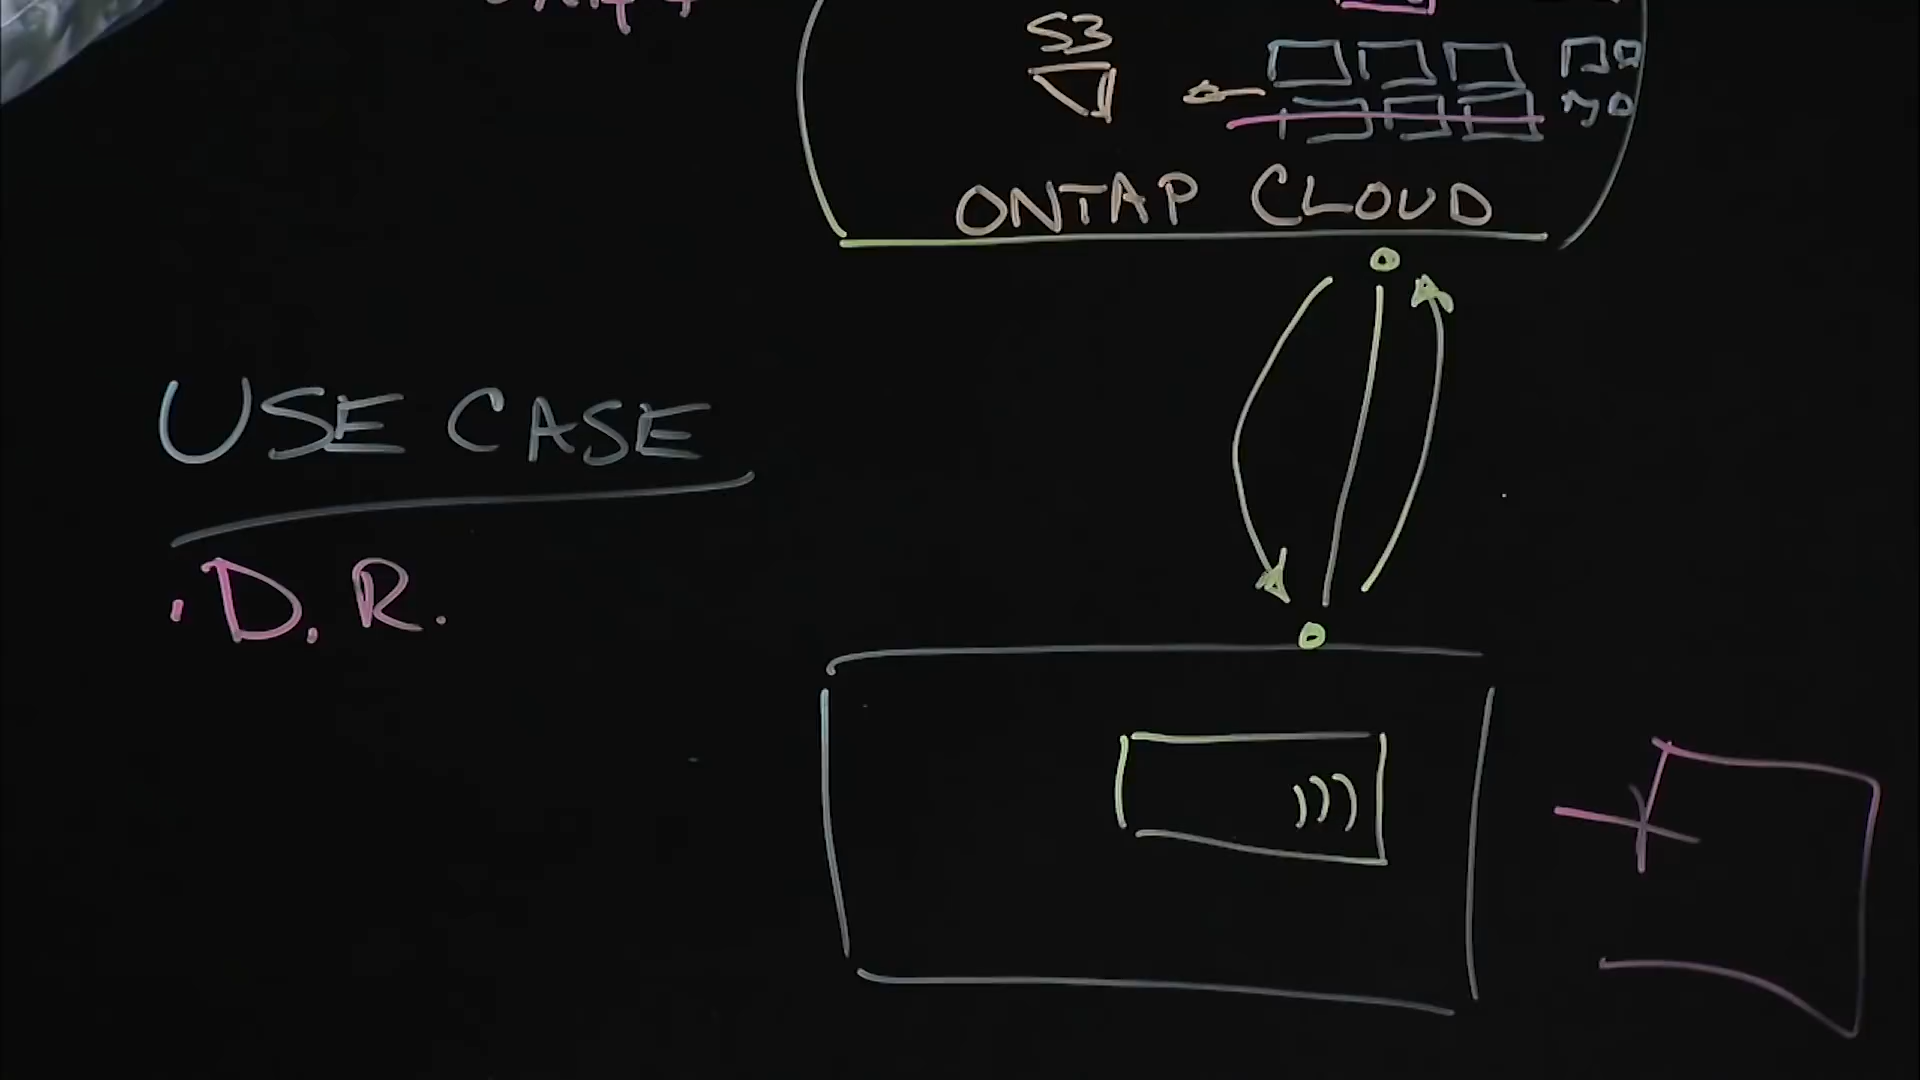 S3
ONTAP CLOUD
USE CASE
· D. R.